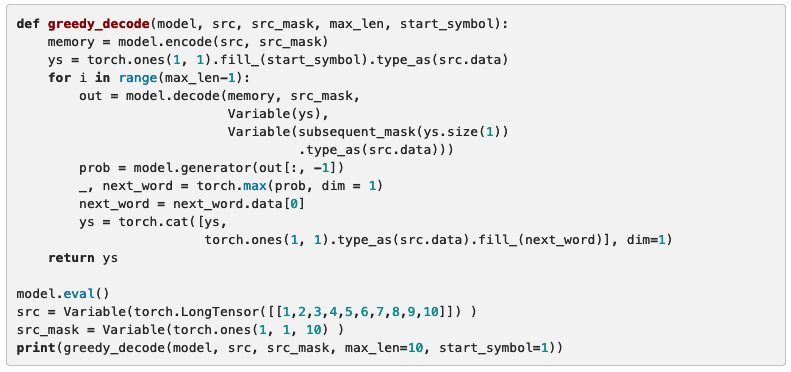 def greedy_decode(model, src, src_mask, max_len, start_symbol):
    memory = model.encode(src, src_mask)
    ys = torch.ones(1, 1).fill_(start_symbol).type_as(src.data)
    for i in range(max_len-1):
        out = model.decode(memory, src_mask,
                           Variable(ys),
                           Variable(subsequent_mask(ys.size(1))
                                    .type_as(src.data)))
        prob = model.generator(out[:, -1])
        _, next_word = torch.max(prob, dim = 1)
        next_word = next_word.data[0]
        ys = torch.cat([ys,
                        torch.ones(1, 1).type_as(src.data).fill_(next_word)], dim=1)
    return ys

model.eval()
src = Variable(torch.LongTensor([[1,2,3,4,5,6,7,8,9,10]]) )
src_mask = Variable(torch.ones(1, 1, 10) )
print(greedy_decode(model, src, src_mask, max_len=10, start_symbol=1))